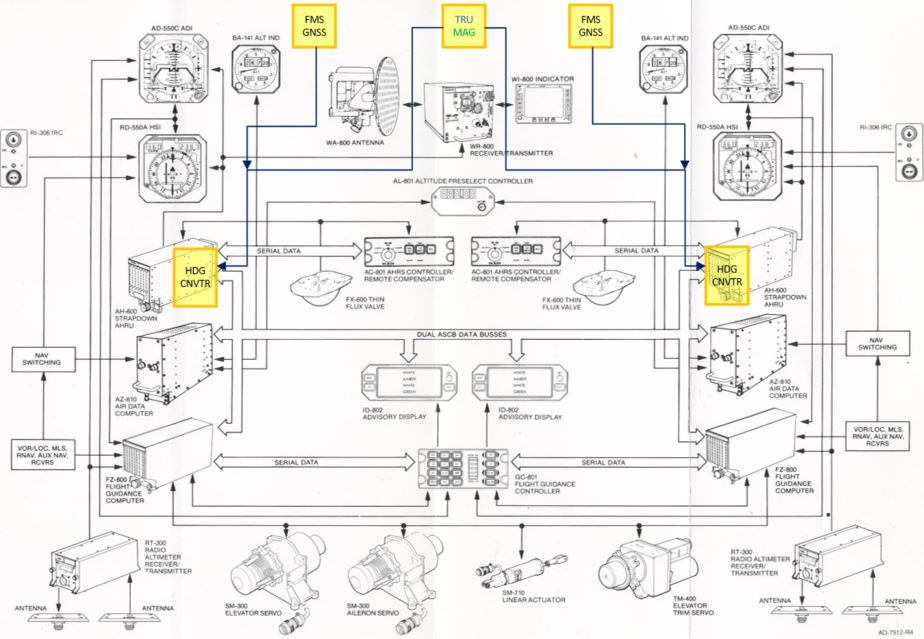 FMS
GNSS
TRU
MAG
FMS
GNSS
AD-550C ADI
BA-141 ALT IND
BA-141 ALT IND
AD-550C ADI
RI-306 IRC
RD-550A HSI
WA-800 ANTENNA
WR-800
RECEIVER/TRANSMITTER
WI-800 INDICATOR
RD-550A HSI
RI-306 IRC
AL-801 ALTITUDE PRESELECT CONTROLLER
SERIAL DATA
SERIAL DATA
HDG
CNVTR
HDG
CNVTR
AC-801 AHRS CONTROLLER/
REMOTE COMPENSATOR
AC-801 AHRS CONTROLLER/
REMOTE COMPENSATOR
FX-600 THIN
FLUX VALVE
FX-600 THIN
FLUX VALVE
AH-600
STRAPDOWN
AHRU
AH-600
STRAPDOWN
AHRU
DUAL ASCB DATA BUSSES
NAV
SWITCHING
NAV
SWITCHING
WHITE
AMBER
WHITE
GREEN
WHITE
AMBER
WHITE
GREEN
AZ-810
AIR DATA
COMPUTER
AZ-810
AIR DATA
COMPUTER
ID-802
ADVISORY DISPLAY
ID-802
ADVISORY DISPLAY
VOR/LOC, MLS,
RNAV, AUX NAV,
RCVRS
VOR/LOC, MLS,
RNAV, AUX NAV,
RCVRS
SERIAL DATA
SERIAL DATA
FZ-800
FLIGHT
GUIDANCE
COMPUTER
GC-801
FLIGHT GUIDANCE
CONTROLLER
FZ-800
FLIGHT
GUIDANCE
COMPUTER
RT-300
RADIO
ALTIMETER
RECEIVER/
TRANSMITTER
RT-300
RADIO ALTIMETER
RECEIVER/
TRANSMITTER
SM-300
ELEVATOR SERVO
SM-300
AILERON SERVO
SM-710
LINEAR ACTUATOR
TM-400
ELEVATOR
TRIM SERVO
ANTENNA
ANTENNA
ANTENNA
ANTENNA
AD-7912-R4